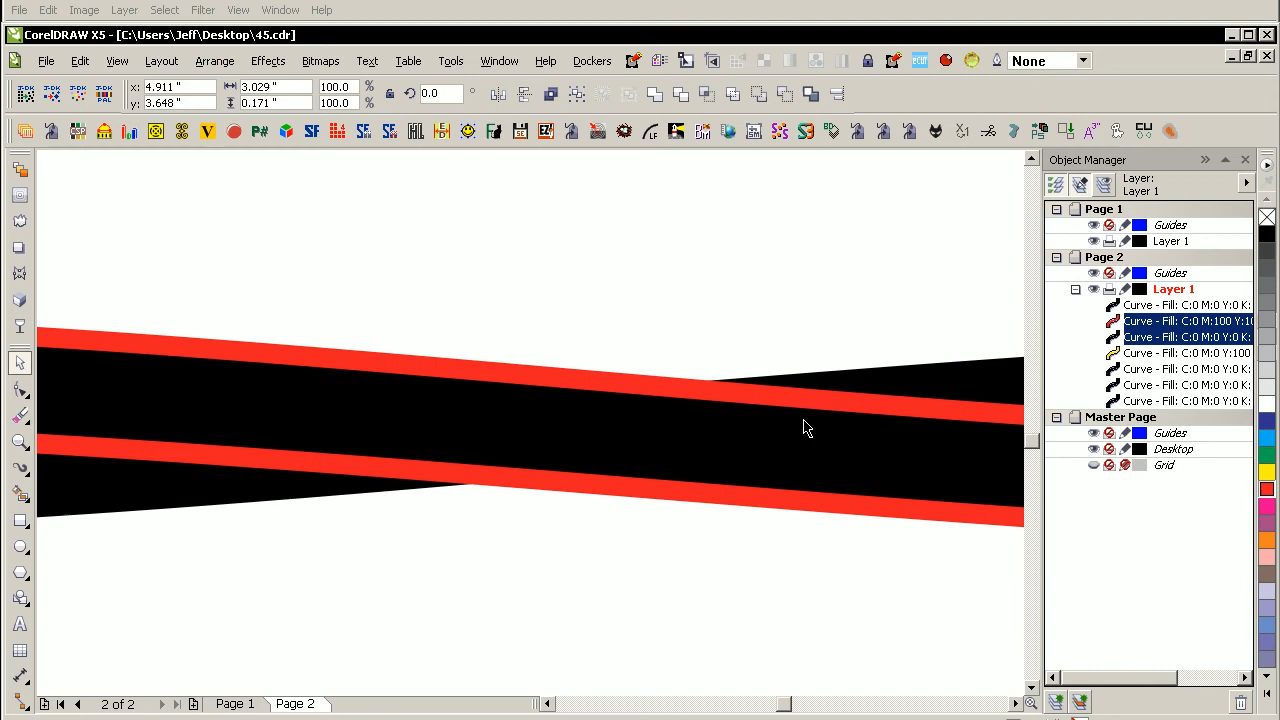 File Edit Image Layer Select Filter View Window Help
CorelDRAW X5 - [C:\Users\Jeff\Desktop\45.cdr]
File Edit View Layout Arrange Effects Bitmaps Text Table Tools Window Help Dockers None
x: 4.911 " 3.029 " 100.0 % 0.0
y: 3.648 " 0.171 " 100.0 %
Object Manager
Layer:
Layer 1
Page 1
Guides
Layer 1
Page 2
Guides
Layer 1
Curve - Fill: C:0 M:0 Y:0 K:
Curve - Fill: C:0 M:100 Y:10
Curve - Fill: C:0 M:0 Y:0 K:
Curve - Fill: C:0 M:0 Y:100
Curve - Fill: C:0 M:0 Y:0 K:
Curve - Fill: C:0 M:0 Y:0 K:
Curve - Fill: C:0 M:0 Y:0 K:
Master Page
Guides
Desktop
Grid
2 of 2 Page 1 Page 2